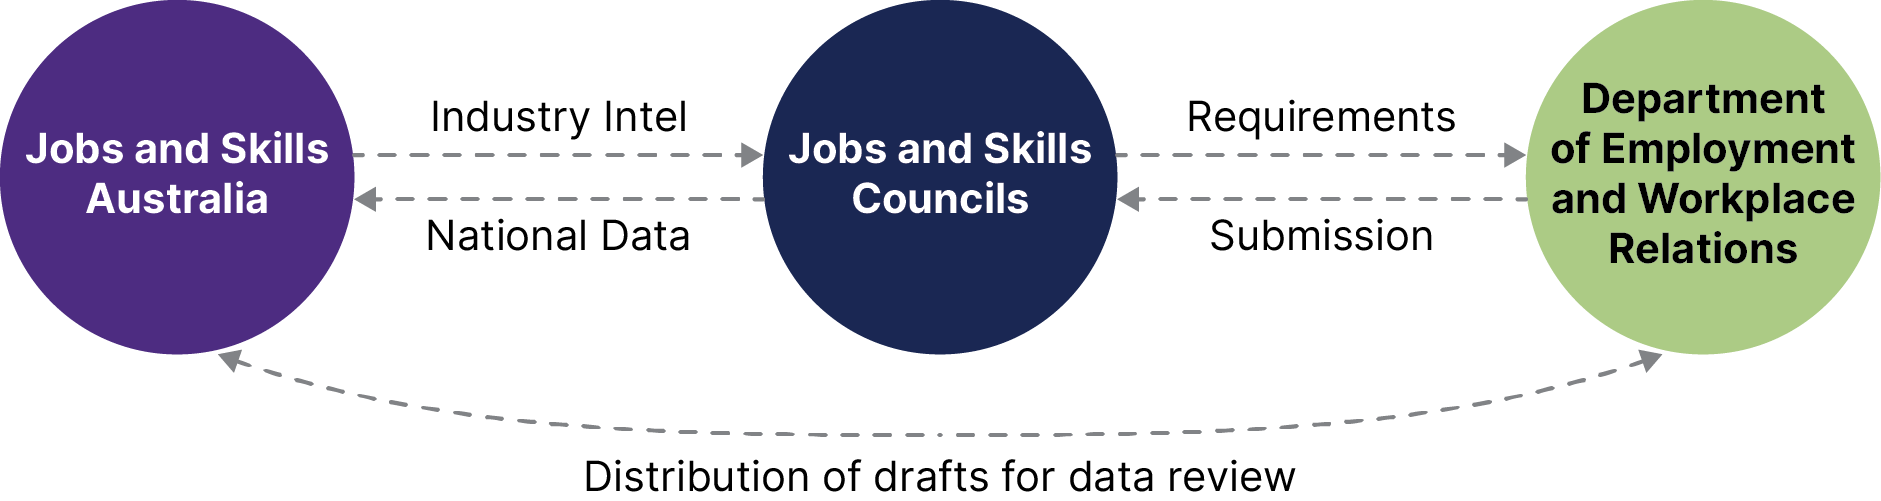 Jobs and Skills
Australia
Industry Intel
National Data
Jobs and Skills
Councils
Requirements
Submission
Department
of Employment
and Workplace
Relations
Distribution of drafts for data review